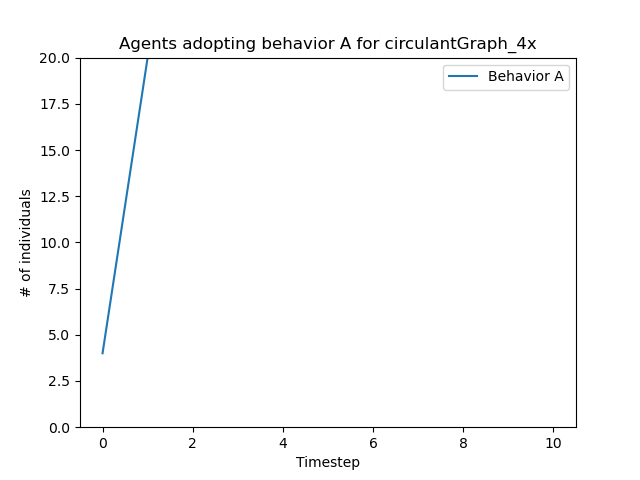 Agents adopting behavior A for circulantGraph_4x
20.0
17.5
15.0
12.5
10.0
7.5
5.0
2.5
0.0
# of individuals
Behavior A
0 2 4 6 8 10
Timestep